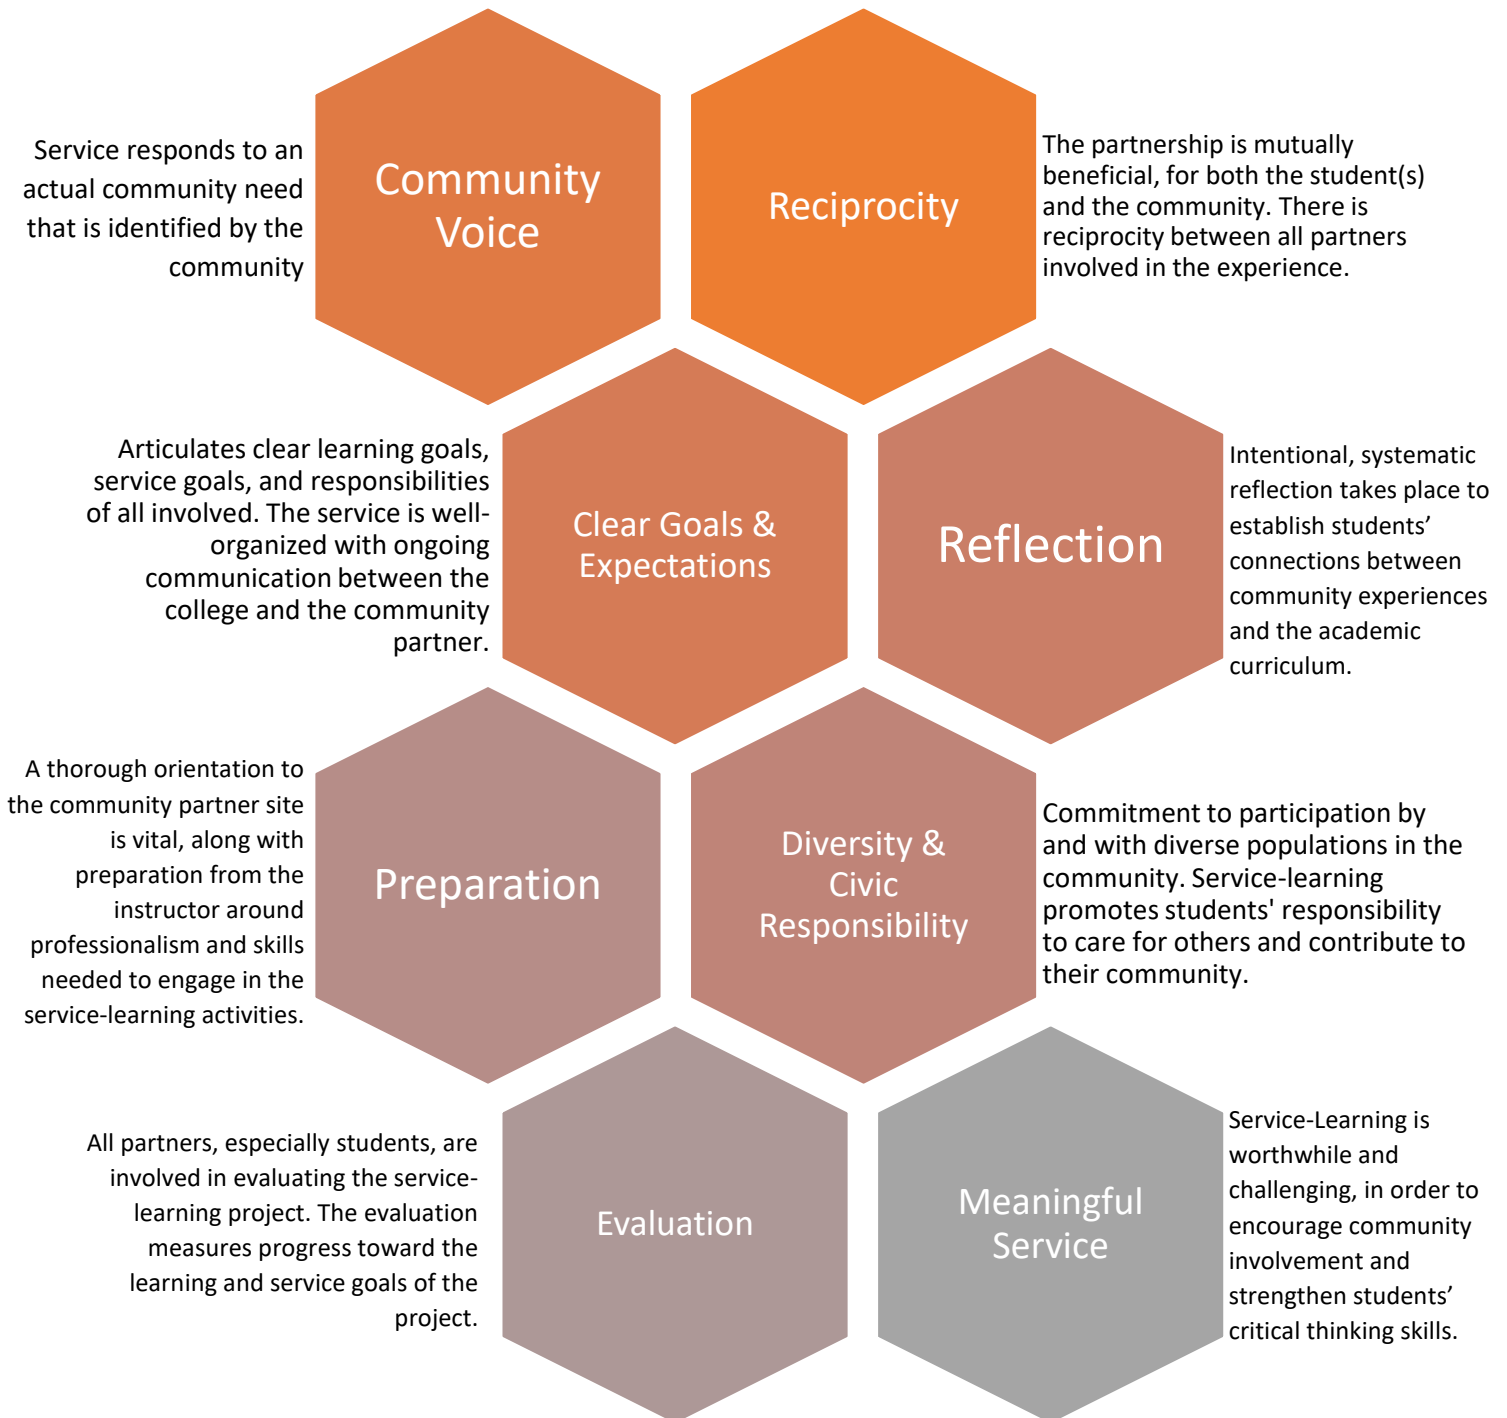 Service responds to an
actual community need
that is identified by the
community
Community
Voice
Reciprocity
The partnership is mutually
beneficial, for both the student(s)
and the community. There is
reciprocity between all partners
involved in the experience.
Articulates clear learning goals,
service goals, and responsibilities
of all involved. The service is well-
organized with ongoing
communication between the
college and the community
partner.
Clear Goals &
Expectations
Reflection
Intentional, systematic
reflection takes place to
establish students’
connections between
community experiences
and the academic
curriculum.
A thorough orientation to
the community partner site
is vital, along with
preparation from the
instructor around
professionalism and skills
needed to engage in the
service-learning activities.
Preparation
Diversity &
Civic
Responsibility
Commitment to participation by
and with diverse populations in the
community. Service-learning
promotes students' responsibility
to care for others and contribute to
their community.
All partners, especially students, are
involved in evaluating the service-
learning project. The evaluation
measures progress toward the
learning and service goals of the
project.
Evaluation
Meaningful
Service
Service-Learning is
worthwhile and
challenging, in order to
encourage community
involvement and
strengthen students’
critical thinking skills.